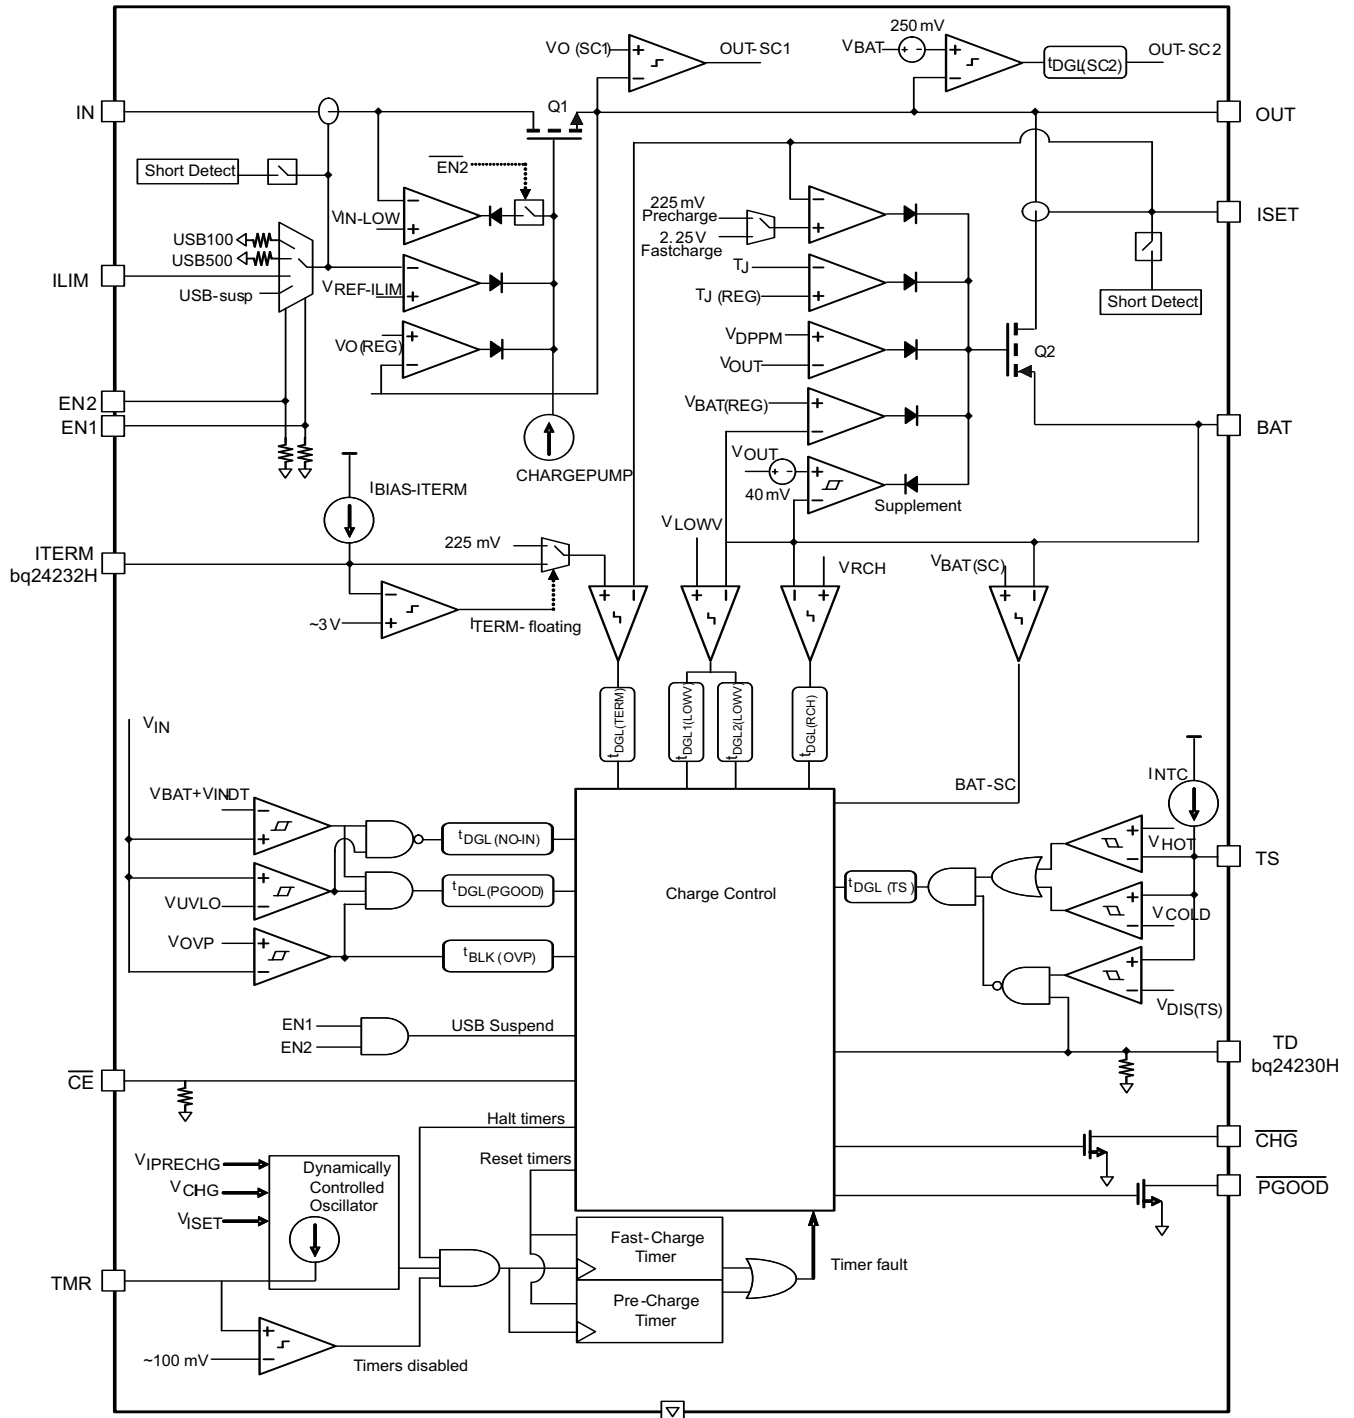 250 mV
VO (SC1)
OUT-SC1
VBAT
tDGL(SC2)
OUT-SC2
IN
Q1
OUT
Short Detect
EN2
VIN-LOW
225 mV
Precharge
2.25V
Fastcharge
ISET
USB100
USB500
ILIM
USB-susp
VREF-ILIM
TJ
TJ (REG)
Short Detect
VO (REG)
VDPPM
VOUT
Q2
EN2
EN1
VBAT(REG)
BAT
CHARGEPUMP
VOUT
40 mV
Supplement
IBIAS-ITERM
VLOWV
ITERM
bq24232H
225 mV
VRCH
VBAT(SC)
~3 V
ITERM- floating
tDGL(TERM)
tDGL1(LOWV)
tDGL2(LOWV)
tDGL(RCH)
VIN
BAT-SC
INTC
VBAT+VINDT
tDGL(NO-IN)
VHOT
TS
VUVLO
tDGL(PGOOD)
Charge Control
tDGL (TS)
VCOLD
VOVP
tBLK (OVP)
VDIS(TS)
EN1
EN2
USB Suspend
TD
bq24230H
CE
Halt timers
Reset timers
CHG
VIPRECHG
VCHG
VISET
Dynamically
Controlled
Oscillator
PGOOD
TMR
Fast-Charge
Timer
Timer fault
Pre-Charge
Timer
~100 mV
Timers disabled